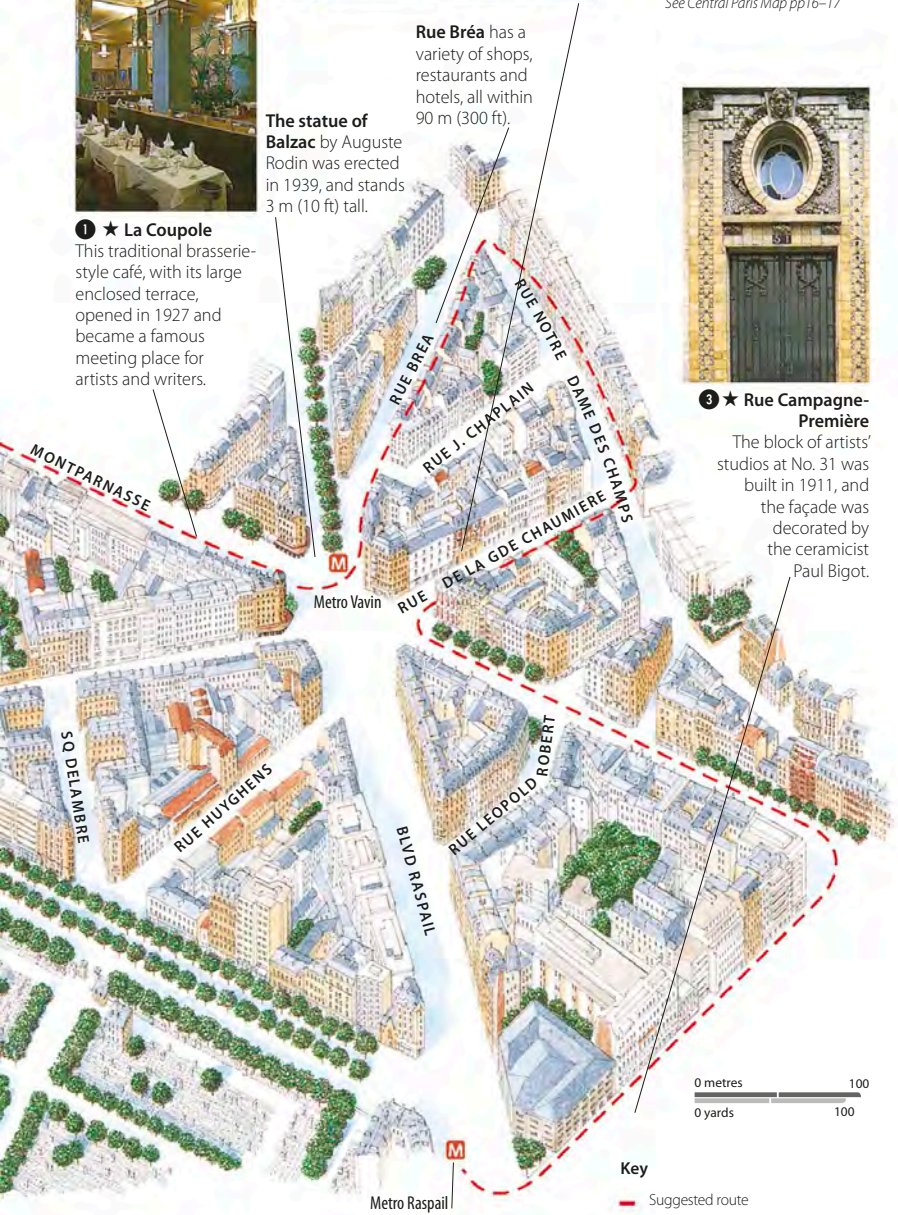 See Central Paris Map pp16–17
Rue Bréa has a
variety of shops,
restaurants and
hotels, all within
90 m (300 ft).
The statue of
Balzac by Auguste
Rodin was erected
in 1939, and stands
3 m (10 ft) tall.
1 ★ La Coupole
This traditional brasserie-
style café, with its large
enclosed terrace,
opened in 1927 and
became a famous
meeting place for
artists and writers.
51
3 ★ Rue Campagne-
Première
The block of artists’
studios at No. 31 was
built in 1911, and
the façade was
decorated by
the ceramicist
Paul Bigot.
RUE BREA
RUE NOTRE DAME DES CHAMPS
RUE J. CHAPLAIN
MONTPARNASSE
RUE DE LA GDE CHAUMIERE
M
Metro Vavin
SQ DELAMBRE
RUE HUYGHENS
BLVD RASPAIL
RUE LEOPOLD ROBERT
0 metres 100
0 yards 100
M
Metro Raspail
Key
Suggested route